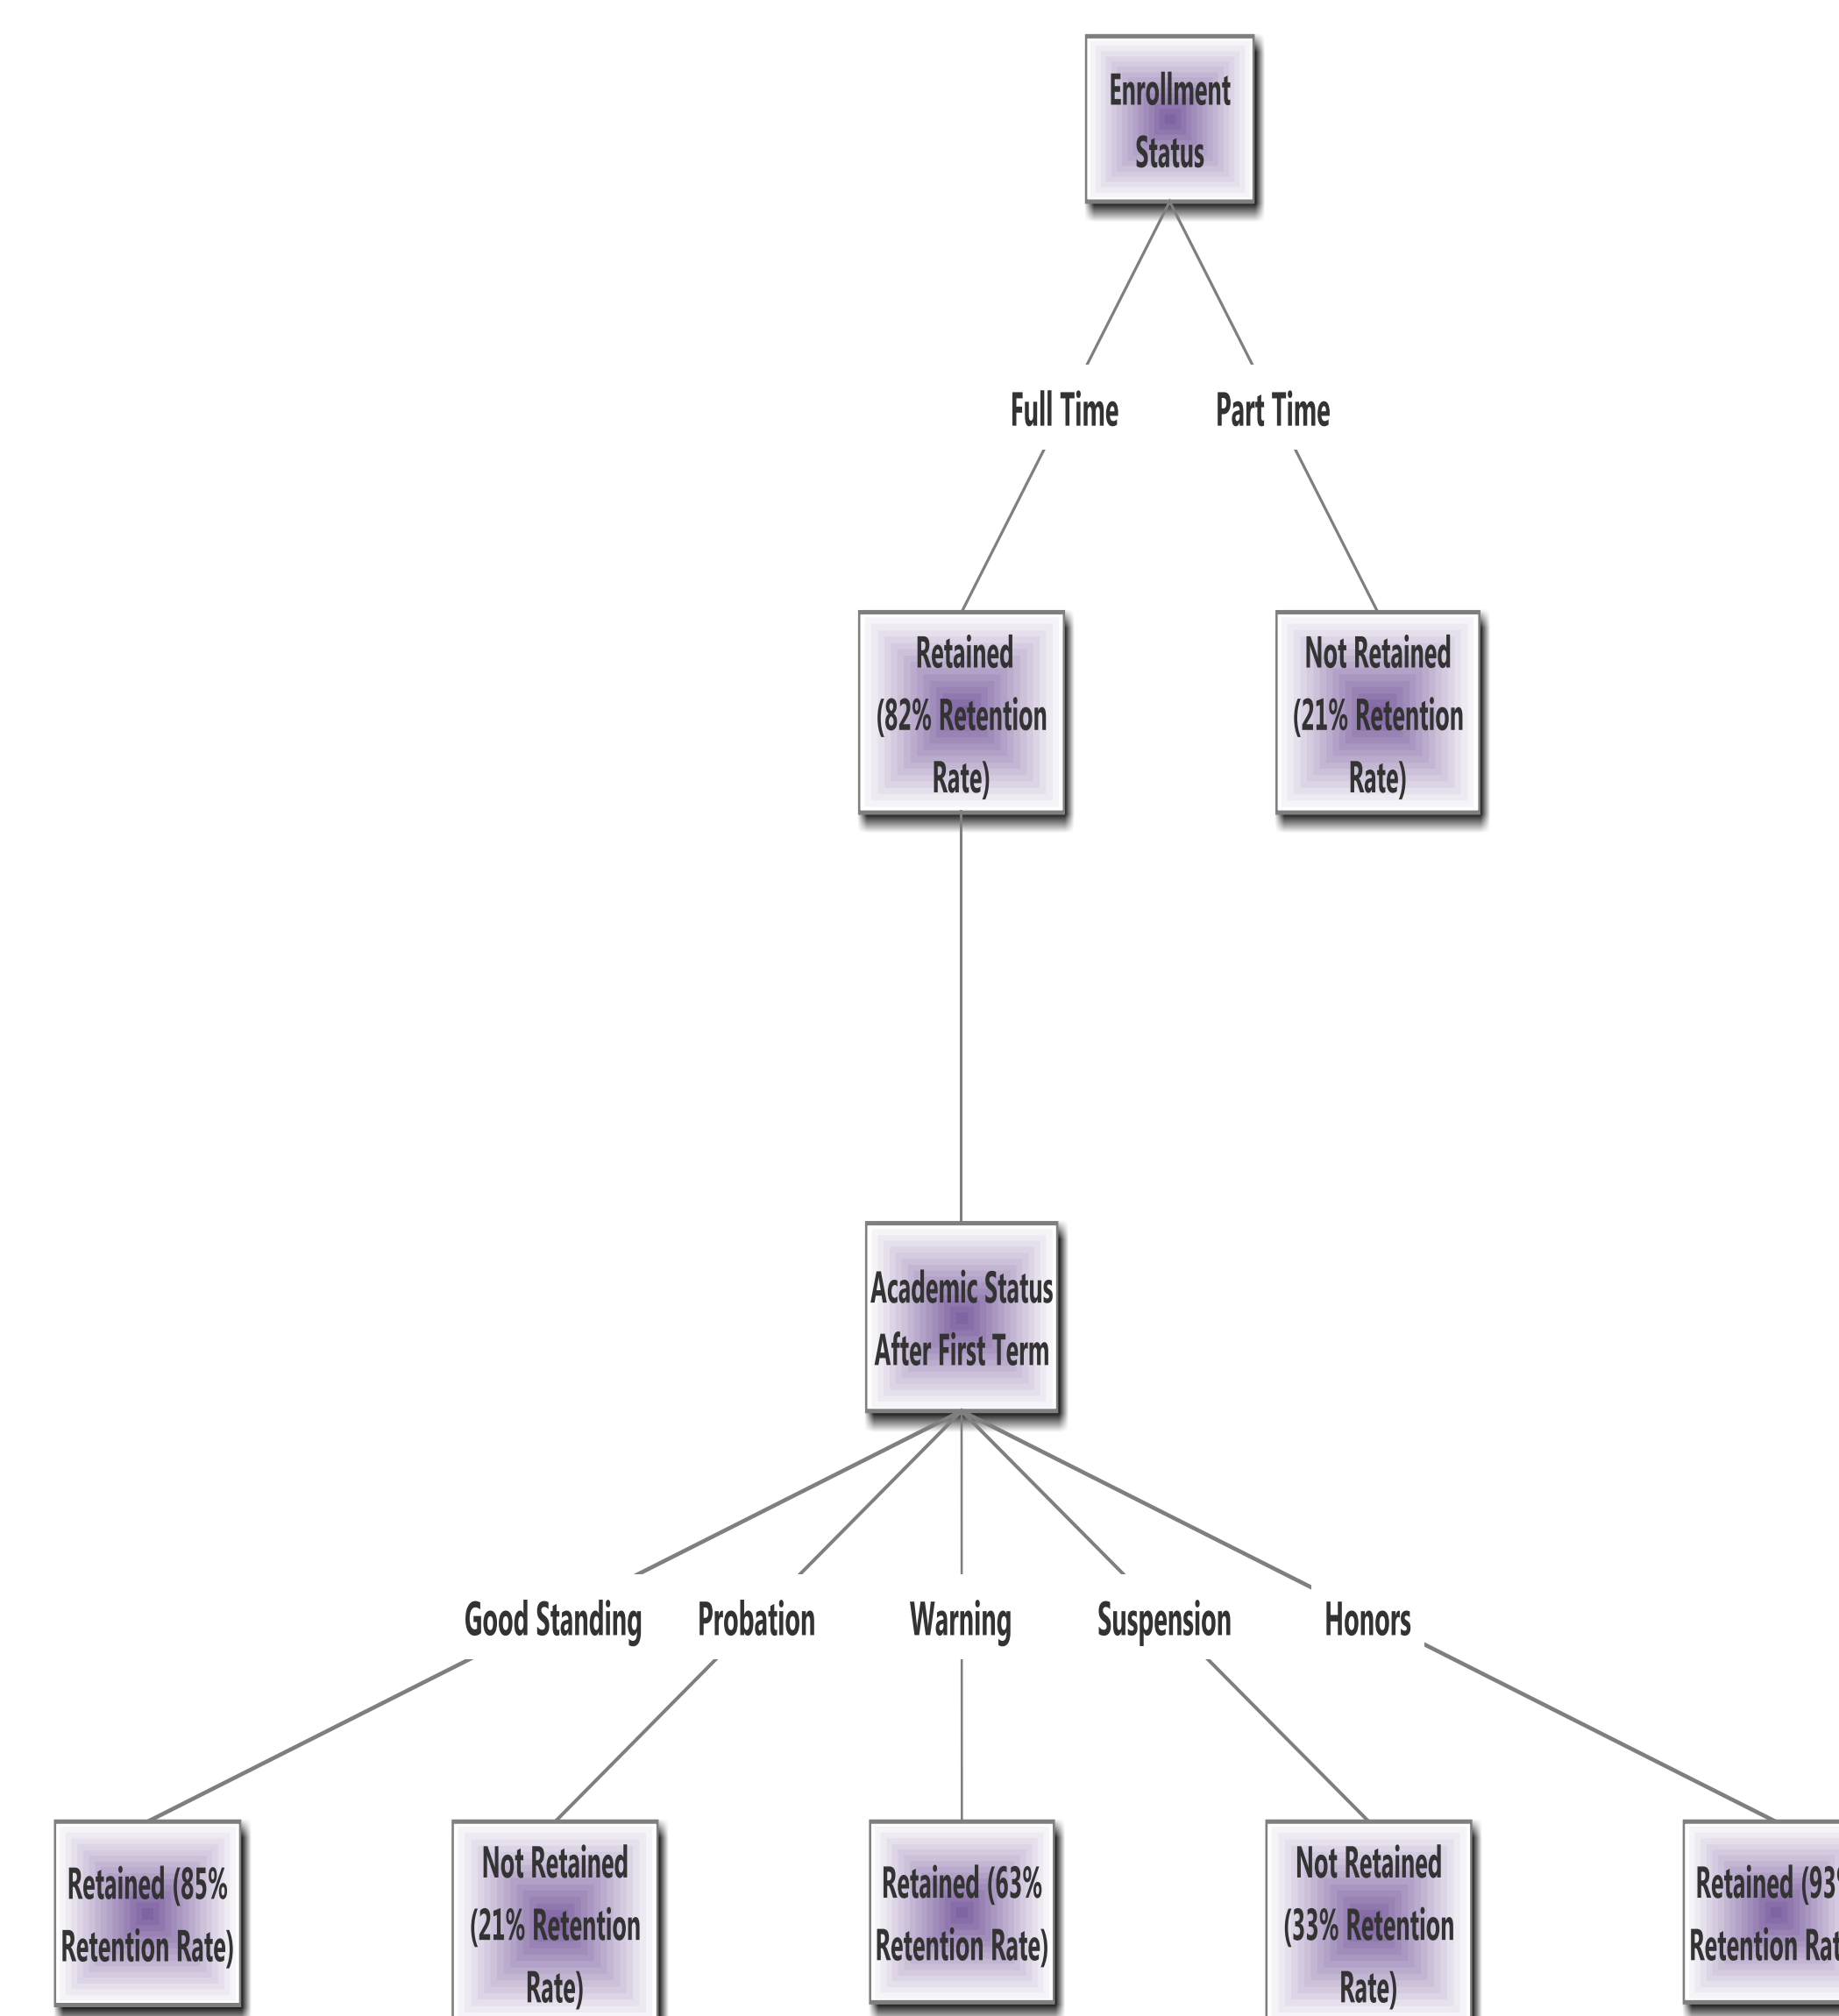 Enrollment
Status
Full Time
Part Time
Retained
(82% Retention
Rate)
Not Retained
(21% Retention
Rate)
Academic Status
After First Term
Good Standing
Probation
Warning
Suspension
Honors
Retained (85%
Retention Rate)
Not Retained
(21% Retention
Rate)
Retained (63%
Retention Rate)
Not Retained
(33% Retention
Rate)
Retained (93
Retention